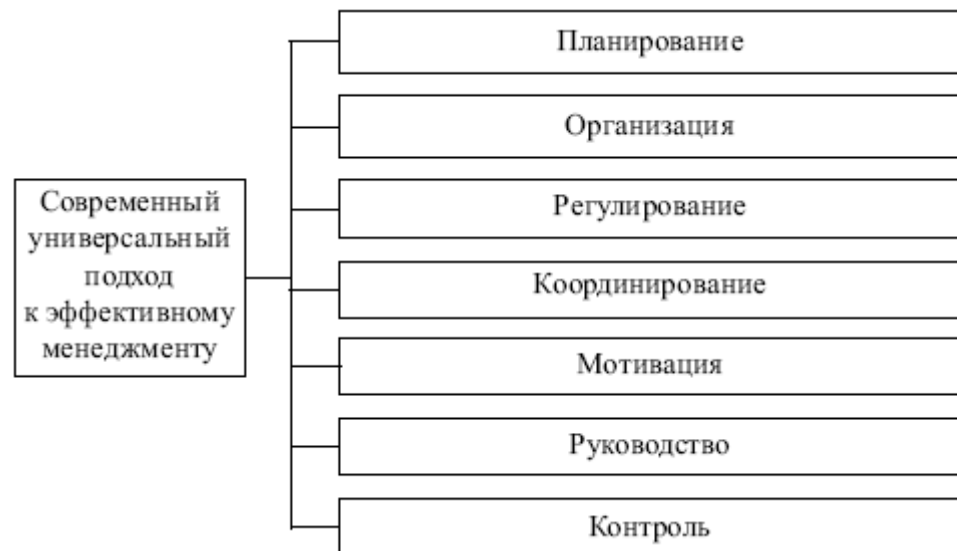 Современный
универсальный
подход
к эффективному
менеджменту
Планирование
Организация
Регулирование
Координирование
Мотивация
Руководство
Контроль